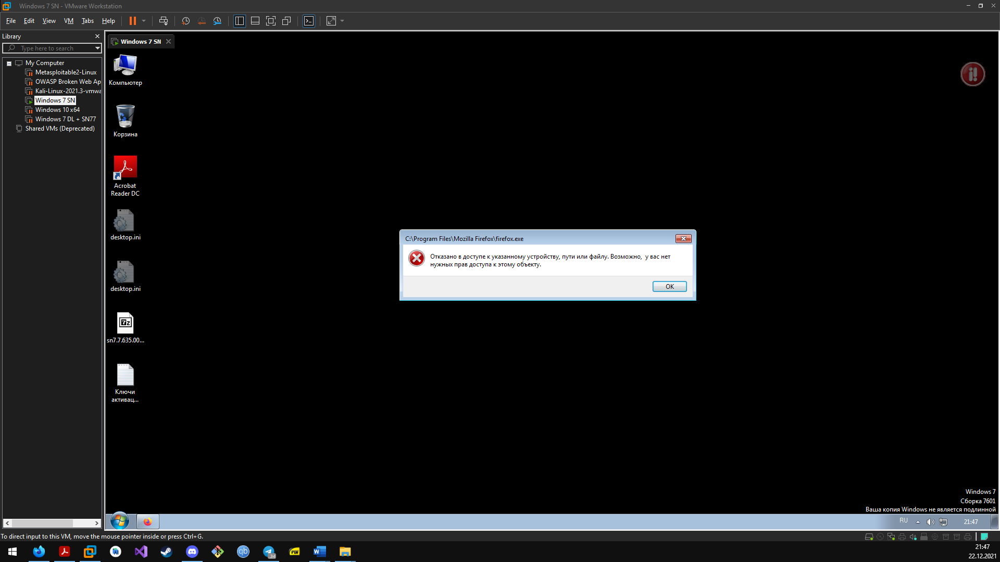 Windows 7 SN - VMware Workstation
File Edit View VM Tabs Help
Library
Type here to search
My Computer
Metasploitable2-Linux
OWASP Broken Web Ap
Kali-Linux-2021.3-vmwa
Windows 7 SN
Windows 10 x64
Windows 7 DL + SN77
Shared VMs (Deprecated)
Windows 7 SN
Компьютер
Корзина
Acrobat
Reader DC
desktop.ini
desktop.ini
7z
sn7.7.635.00...
Ключи
активац...
C:\Program Files\Mozilla Firefox\firefox.exe
Отказано в доступе к указанному устройству, пути или файлу. Возможно, у вас нет
нужных прав доступа к этому объекту.
OK
Windows 7
Сборка 7601
Ваша копия Windows не является подлинной
RU
21:47
To direct input to this VM, move the mouse pointer inside or press Ctrl+G.
qb
34
PDF
W
21:47
22.12.2021